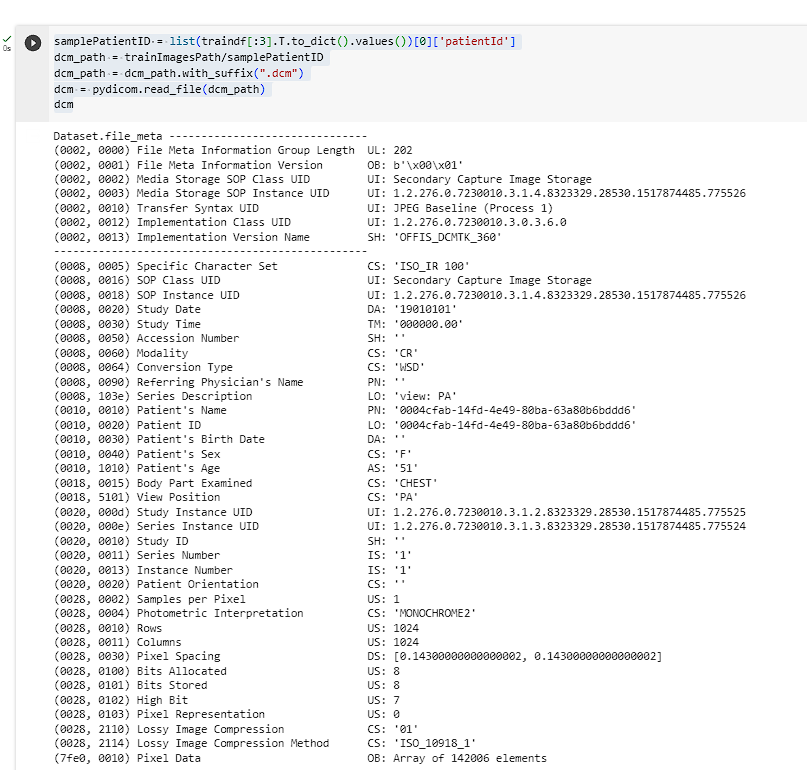 samplePatientID = list(traindf[:3].T.to_dict().values())[0]['patientId']
dcm_path = trainImagesPath/samplePatientID
dcm_path = dcm_path.with_suffix(".dcm")
0s
dcm = pydicom.read_file(dcm_path)
dcm
Dataset.file_meta -------------------------------
(0002, 0000) File Meta Information Group Length  UL: 202
(0002, 0001) File Meta Information Version       OB: b'\x00\x01'
(0002, 0002) Media Storage SOP Class UID         UI: Secondary Capture Image Storage
(0002, 0003) Media Storage SOP Instance UID      UI: 1.2.276.0.7230010.3.1.4.8323329.28530.1517874485.775526
(0002, 0010) Transfer Syntax UID                 UI: JPEG Baseline (Process 1)
(0002, 0012) Implementation Class UID            UI: 1.2.276.0.7230010.3.0.3.6.0
(0002, 0013) Implementation Version Name         SH: 'OFFIS_DCMTK_360'
-------------------------------------------------
(0008, 0005) Specific Character Set              CS: 'ISO_IR 100'
(0008, 0016) SOP Class UID                       UI: Secondary Capture Image Storage
(0008, 0018) SOP Instance UID                    UI: 1.2.276.0.7230010.3.1.4.8323329.28530.1517874485.775526
(0008, 0020) Study Date                          DA: '19010101'
(0008, 0030) Study Time                          TM: '000000.00'
(0008, 0050) Accession Number                    SH: ''
(0008, 0060) Modality                            CS: 'CR'
(0008, 0064) Conversion Type                     CS: 'WSD'
(0008, 0090) Referring Physician's Name          PN: ''
(0008, 103e) Series Description                  LO: 'view: PA'
(0010, 0010) Patient's Name                      PN: '0004cfab-14fd-4e49-80ba-63a80b6bddd6'
(0010, 0020) Patient ID                          LO: '0004cfab-14fd-4e49-80ba-63a80b6bddd6'
(0010, 0030) Patient's Birth Date                DA: ''
(0010, 0040) Patient's Sex                       CS: 'F'
(0010, 1010) Patient's Age                       AS: '51'
(0018, 0015) Body Part Examined                  CS: 'CHEST'
(0018, 5101) View Position                       CS: 'PA'
(0020, 000d) Study Instance UID                  UI: 1.2.276.0.7230010.3.1.2.8323329.28530.1517874485.775525
(0020, 000e) Series Instance UID                 UI: 1.2.276.0.7230010.3.1.3.8323329.28530.1517874485.775524
(0020, 0010) Study ID                            SH: ''
(0020, 0011) Series Number                       IS: '1'
(0020, 0013) Instance Number                     IS: '1'
(0020, 0020) Patient Orientation                 CS: ''
(0028, 0002) Samples per Pixel                   US: 1
(0028, 0004) Photometric Interpretation          CS: 'MONOCHROME2'
(0028, 0010) Rows                                US: 1024
(0028, 0011) Columns                             US: 1024
(0028, 0030) Pixel Spacing                       DS: [0.14300000000000002, 0.14300000000000002]
(0028, 0100) Bits Allocated                      US: 8
(0028, 0101) Bits Stored                         US: 8
(0028, 0102) High Bit                            US: 7
(0028, 0103) Pixel Representation                US: 0
(0028, 2110) Lossy Image Compression             CS: '01'
(0028, 2114) Lossy Image Compression Method      CS: 'ISO_10918_1'
(7fe0, 0010) Pixel Data                          OB: Array of 142006 elements